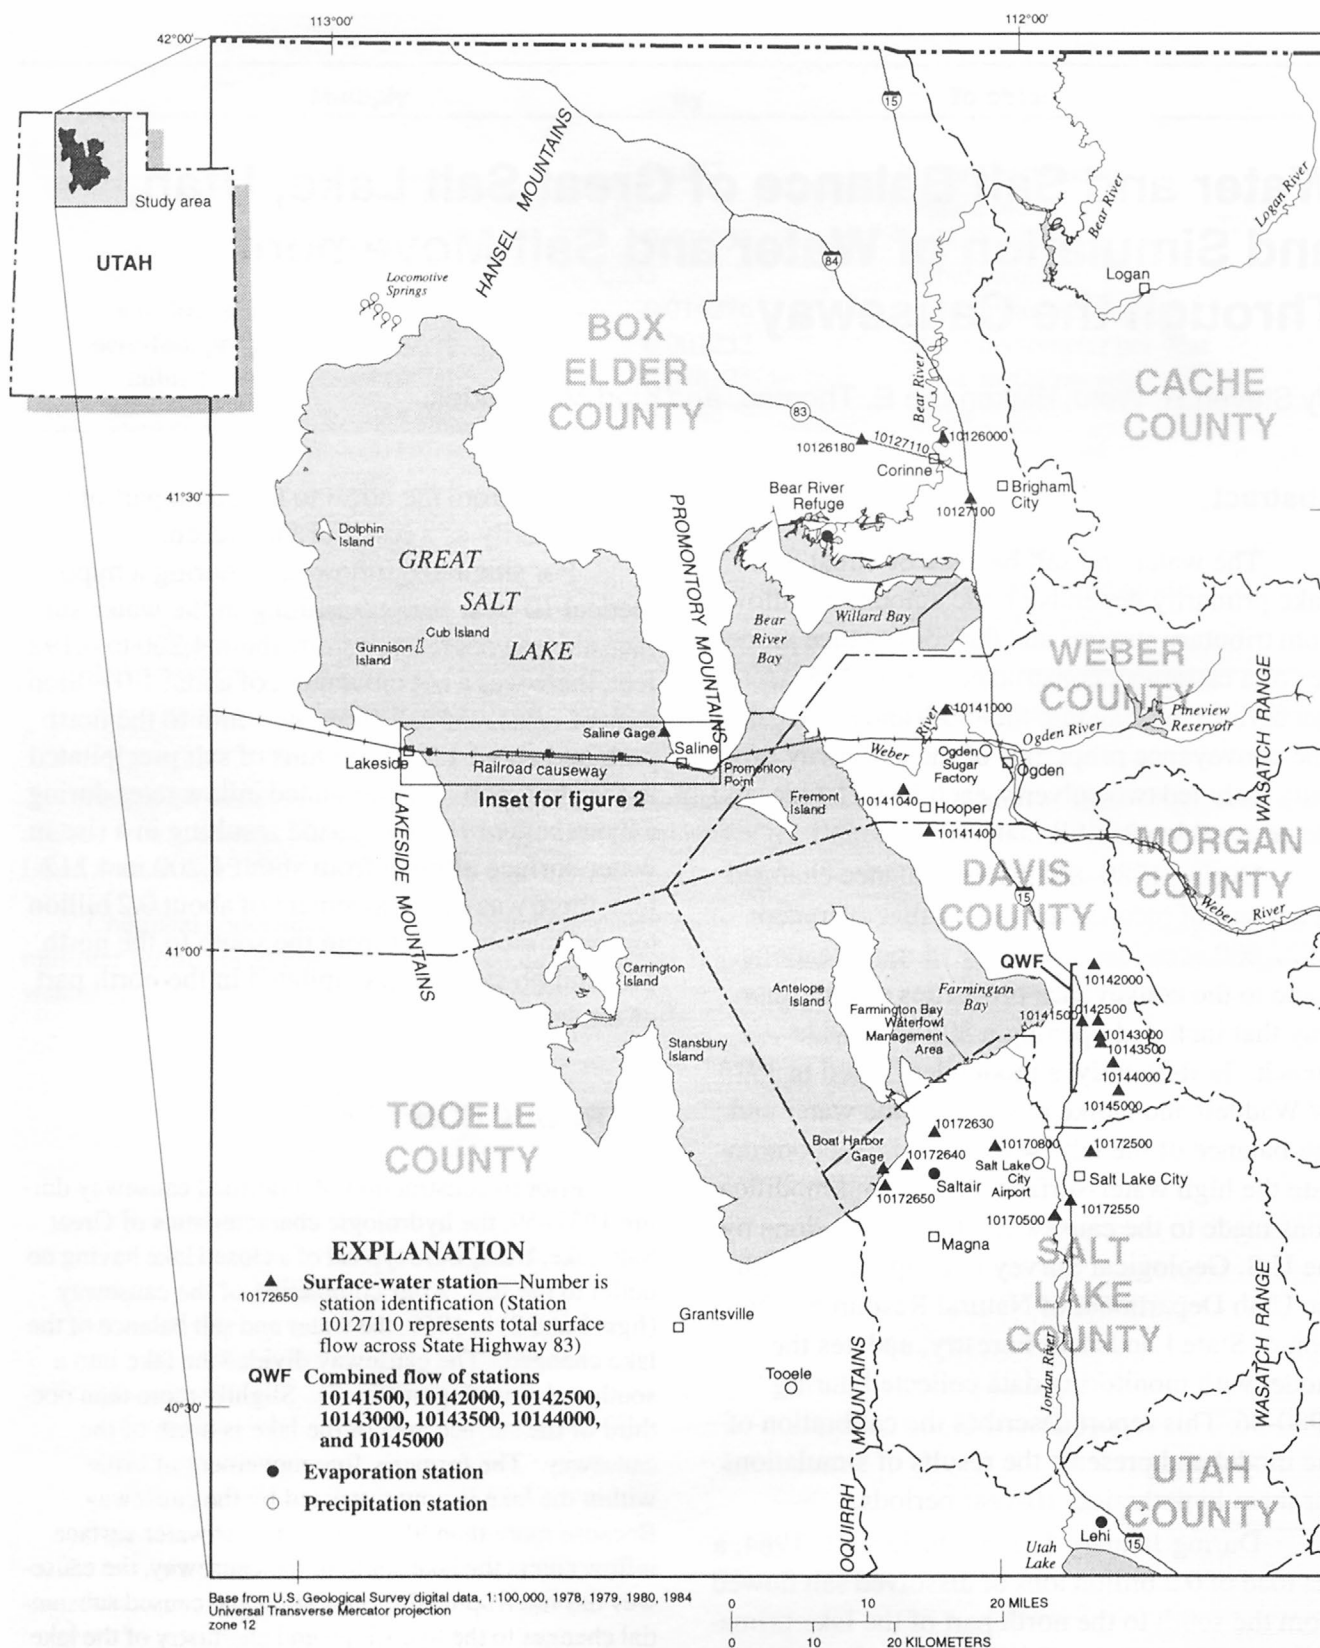 113°00'
112°00'
42°00'
Study area
UTAH
HANSEL MOUNTAINS
Locomotive
Springs
15
84
Bear River
Logan River
Logan
BOX
ELDER
COUNTY
CACHE
COUNTY
83
Bear River
10126180
10127110
10126000
Corinne
41°30'
Bear River
Refuge
Brigham
City
10127100
Dolphin
Island
GREAT
SALT
LAKE
PROMONTORY MOUNTAINS
Cub Island
Gunnison
Island
Bear
River
Bay
Willard Bay
WEBER
COUNTY
Pineview
Reservoir
WASATCH RANGE
10141000
Saline Gage
Saline
Lakeside
Railroad causeway
Promontory
Point
Weber
River
Ogden River
Ogden
Sugar
Factory
Ogden
Inset for figure 2
Fremont
Island
10141040
Hooper
10141400
LAKESIDE MOUNTAINS
MORGAN
COUNTY
DAVIS
COUNTY
15
Weber River
41°00'
QWF
10142000
Carrington
Island
Antelope
Island
Farmington
Bay
Farmington Bay
Waterfowl
Management
Area
10141500
10142500
10143000
10143500
10144000
10145000
Stansbury
Island
TOOELE
COUNTY
10172630
Boat Harbor
Gage
10172640
10170800
10172500
Salt Lake
City
Airport
Salt Lake City
Saltair
10172650
10172550
10170500
Magna
SALT
LAKE
COUNTY
EXPLANATION
Surface-water station—Number is
10172650
station identification (Station
10127110 represents total surface
flow across State Highway 83)
QWF Combined flow of stations
10141500, 10142000, 10142500,
10143000, 10143500, 10144000,
and 10145000
Evaporation station
Precipitation station
Grantsville
Tooele
40°30'
OQUIRRH MOUNTAINS
Jordan River
WASATCH RANGE
UTAH
COUNTY
Lehi
15
Utah
Lake
Base from U.S. Geological Survey digital data, 1:100,000, 1978, 1979, 1980, 1984
Universal Transverse Mercator projection
zone 12
0 10 20 MILES
0 10 20 KILOMETERS